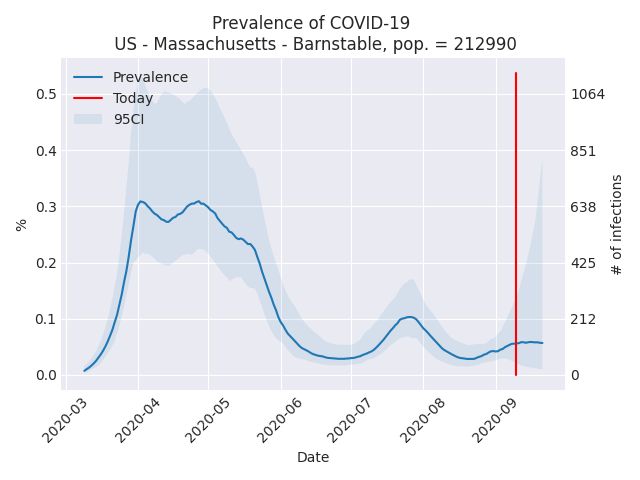 Prevalence of COVID-19
US - Massachusetts - Barnstable, pop. = 212990
Prevalence
Today
95CI
0.5
0.4
0.3
0.2
0.1
0.0
%
1064
851
638
425
212
0
# of infections
2020-03
2020-04
2020-05
2020-06
2020-07
2020-08
2020-09
Date